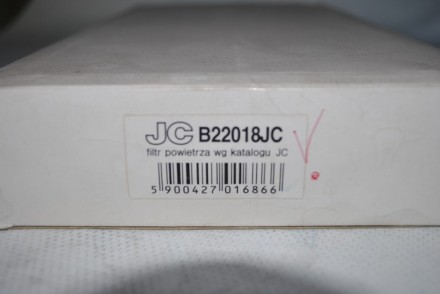 JC B22018JC
filtr powietrza wg katalogu JC
5 900427 016866